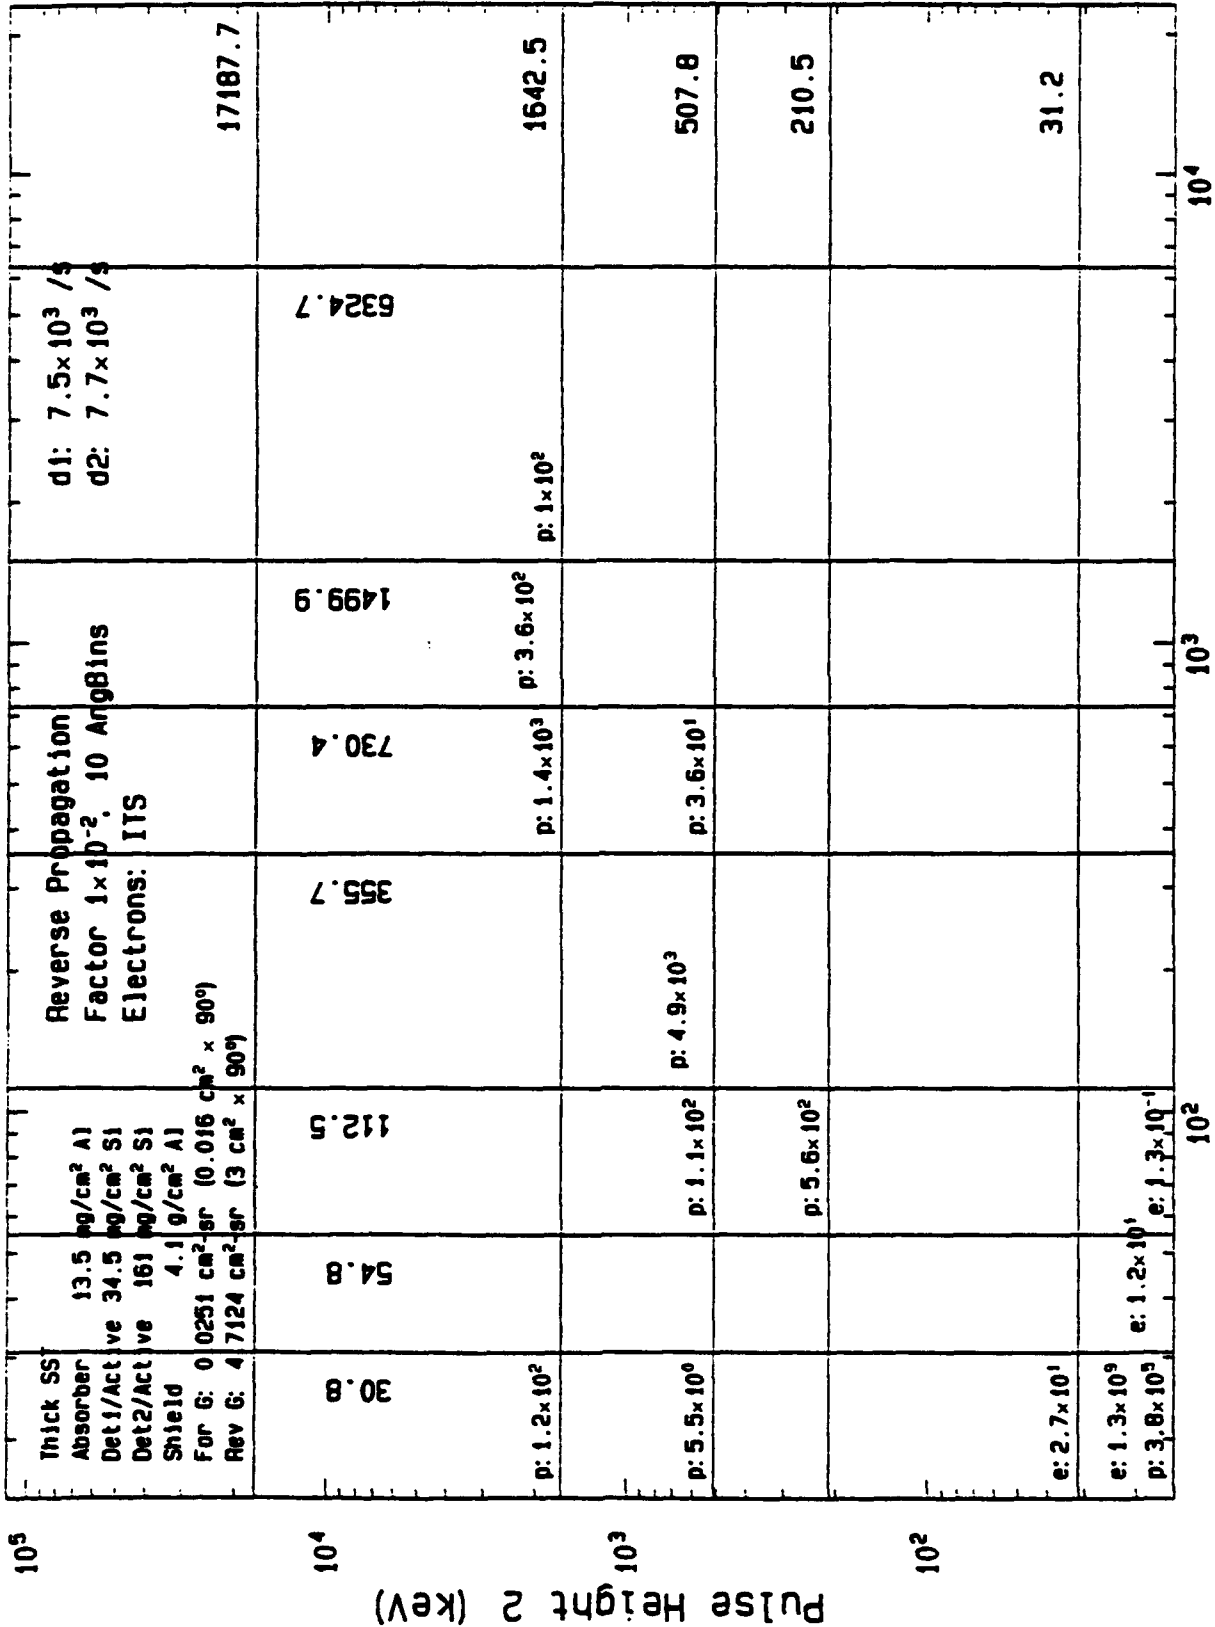 Thick SST
Absorber 13.5 mg/cm² Al
Det1/Active 34.5 mg/cm² Si
Det2/Active 161 mg/cm² Si
Shield 4.1 g/cm² Al
For G: 0.0251 cm²-sr (0.016 cm² × 90°)
Rev G: 4.7124 cm²-sr (3 cm² × 90°)
Reverse Propagation
Factor 1×10⁻², 10 AngBins
Electrons: ITS
d1: 7.5×10³ /s
d2: 7.7×10³ /s
17187.7
30.8
54.8
112.5
355.7
730.4
1499.9
6324.7
p: 1.2×10²
p: 1.4×10³
p: 3.6×10²
p: 1×10²
1642.5
p: 5.5×10⁰
p: 1.1×10²
p: 4.9×10³
p: 3.6×10¹
507.8
p: 5.6×10²
210.5
e: 2.7×10¹
31.2
e: 1.3×10⁹
p: 3.8×10⁵
e: 1.2×10¹
e: 1.3×10⁻¹
10⁵
10⁴
10³
10²
Pulse Height 2 (keV)
10²
10³
10⁴